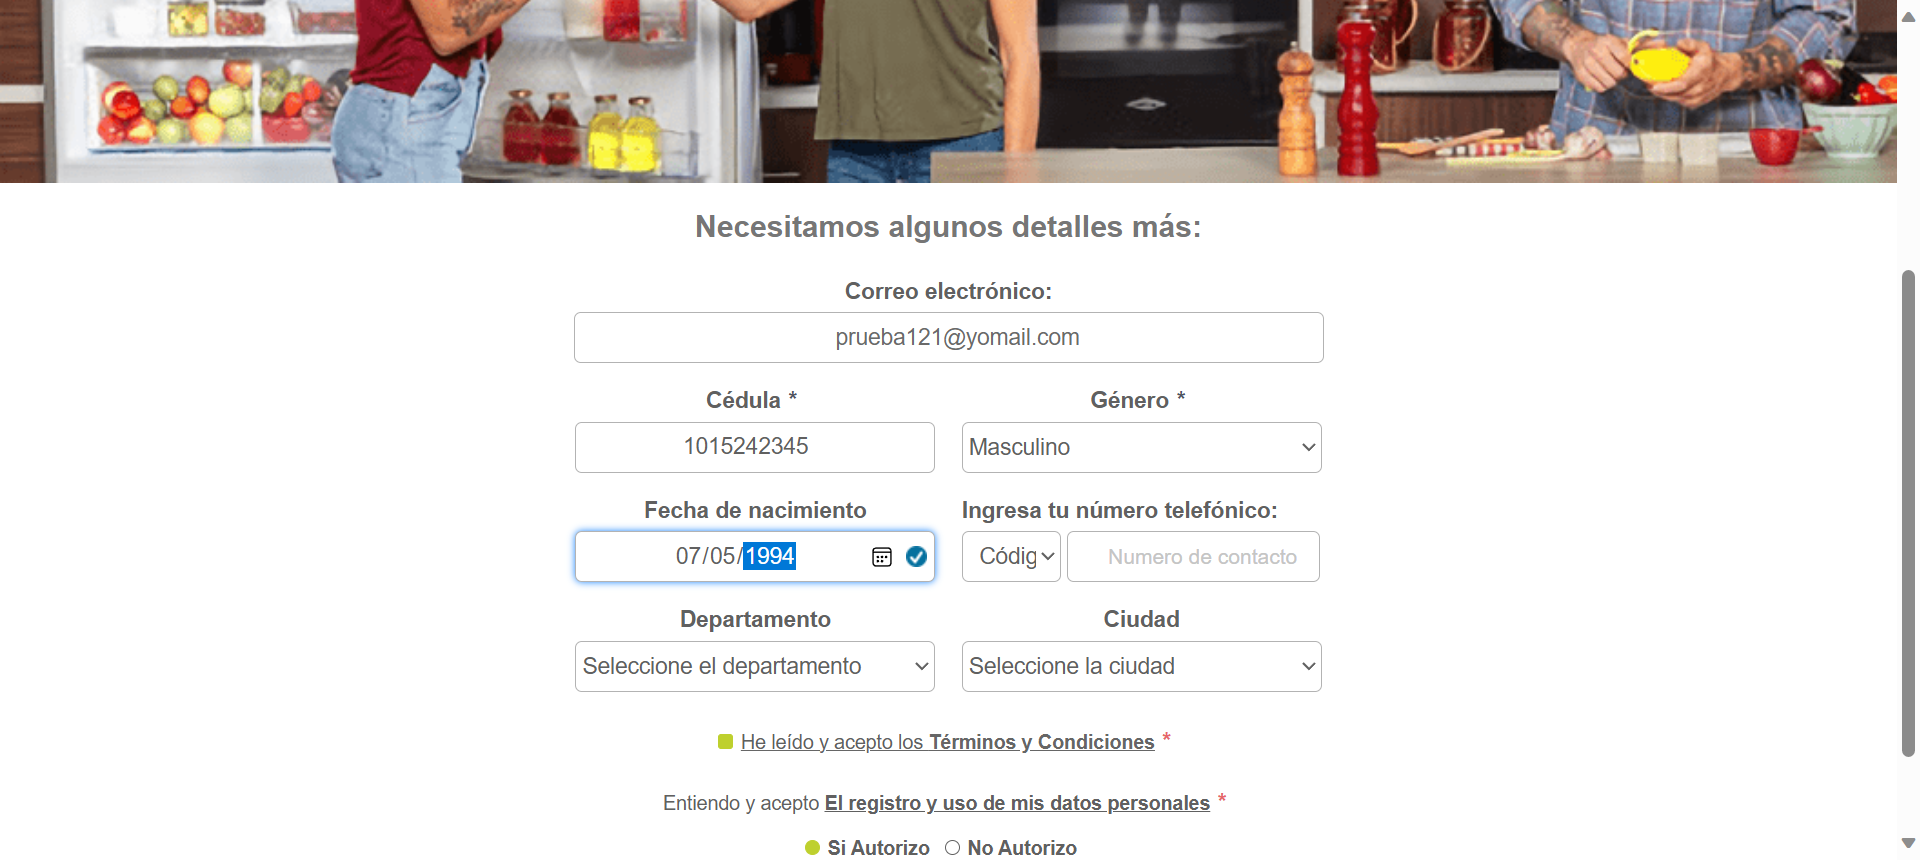 Necesitamos algunos detalles más:
Correo electrónico:
prueba121@yomail.com
Cédula * Género *
1015242345 Masculino
Fecha de nacimiento Ingresa tu número telefónico:
07/05/1994 Códig Numero de contacto
Departamento Ciudad
Seleccione el departamento Seleccione la ciudad
He leído y acepto los Términos y Condiciones *
Entiendo y acepto El registro y uso de mis datos personales *
Si Autorizo No Autorizo